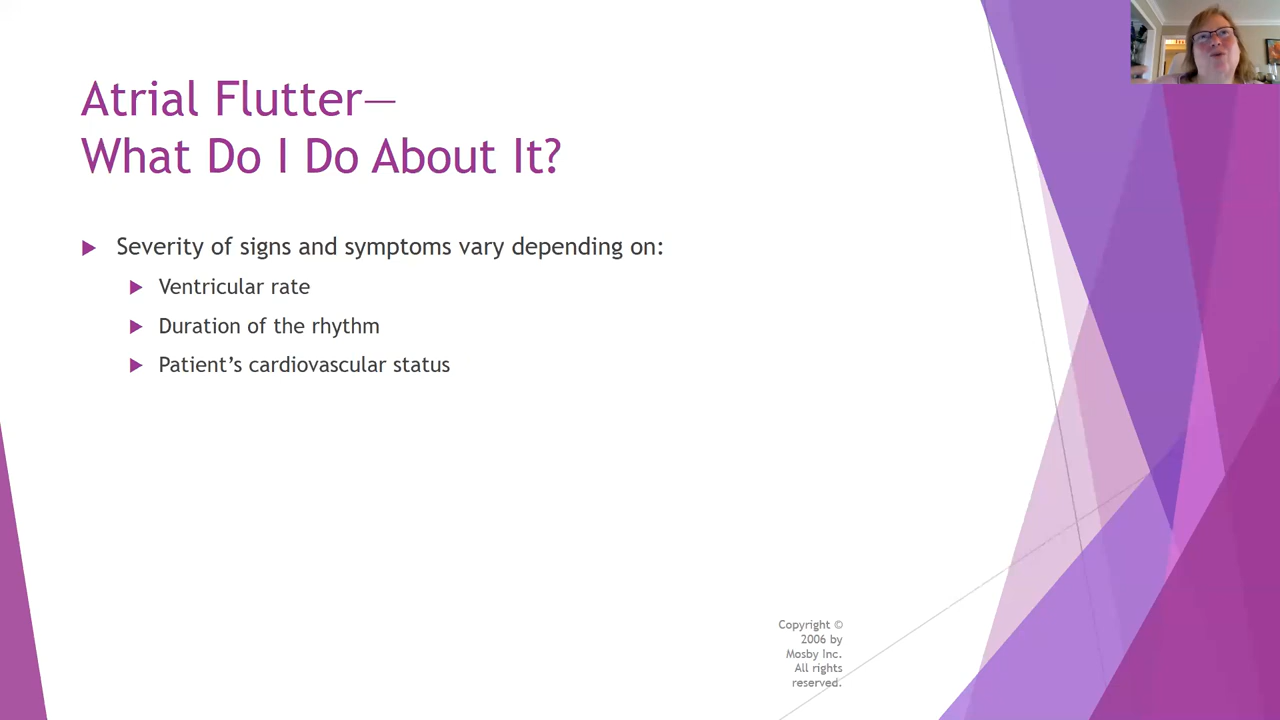 Atrial Flutter—
What Do I Do About It?
Severity of signs and symptoms vary depending on:
Ventricular rate
Duration of the rhythm
Patient’s cardiovascular status
Copyright ©
2006 by
Mosby Inc.
All rights
reserved.